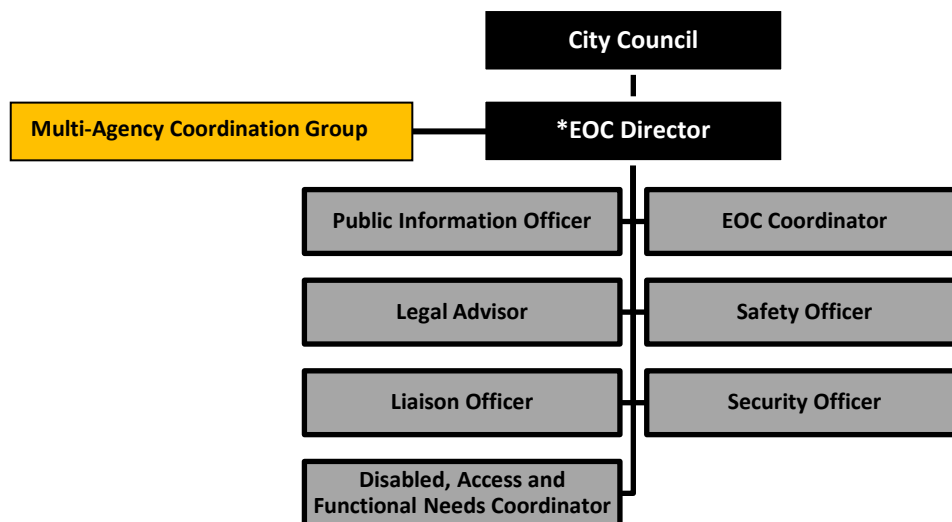 City Council
Multi-Agency Coordination Group
*EOC Director
Public Information Officer
EOC Coordinator
Legal Advisor
Safety Officer
Liaison Officer
Security Officer
Disabled, Access and
Functional Needs Coordinator